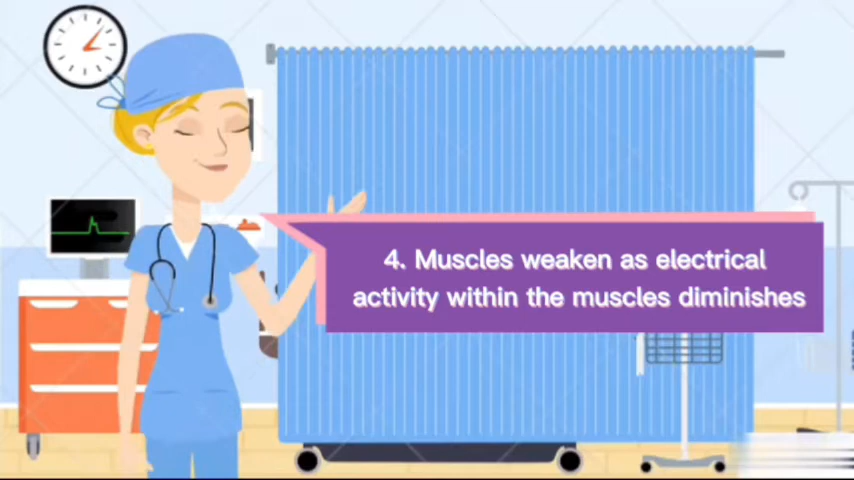 4. Muscles weaken as electrical
activity within the muscles diminishes